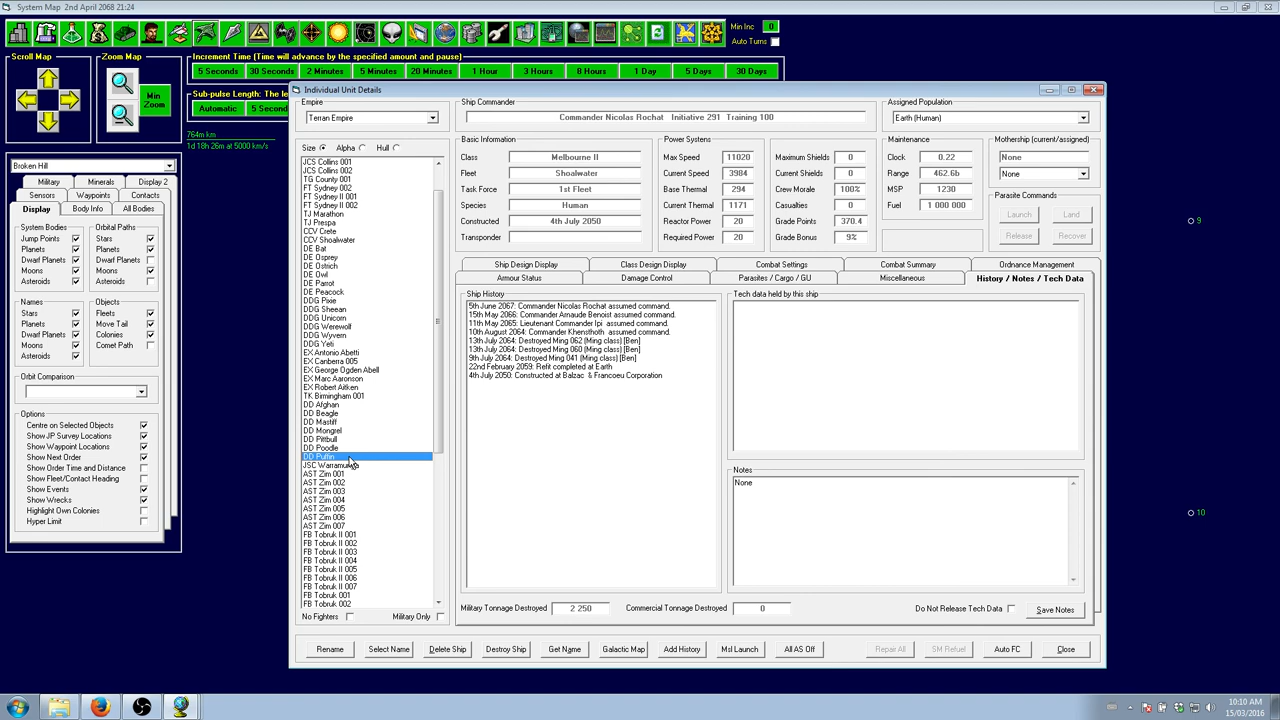 System Map 2nd April 2068 21:24
Min Inc 0
Auto Turns
Scroll Map
Zoom Map
Min Zoom
Increment Time (Time will advance by the specified amount and pause)
5 Seconds 30 Seconds 2 Minutes 5 Minutes 20 Minutes 1 Hour 3 Hours 8 Hours 1 Day 5 Days 30 Days
Sub-pulse Length: The le
Automatic 5 Second
764m km
1d 18h 26m at 5000 km/s
Broken Hill
Military Minerals Display 2
Sensors Waypoints Contacts
Display Body Info All Bodies
System Bodies
Jump Points
Planets
Dwarf Planets
Moons
Asteroids
Orbital Paths
Stars
Planets
Dwarf Planets
Moons
Asteroids
Names
Stars
Planets
Dwarf Planets
Moons
Asteroids
Objects
Fleets
Move Tail
Colonies
Comet Path
Orbit Comparison
Options
Centre on Selected Objects
Show JP Survey Locations
Show Waypoint Locations
Show Next Order
Show Order Time and Distance
Show Fleet/Contact Heading
Show Events
Show Wrecks
Highlight Own Colonies
Hyper Limit
Individual Unit Details
Empire
Terran Empire
Size Alpha Hull
JCS Collins 001
JCS Collins 002
TG County 001
FT Sydney 002
FT Sydney II 001
FT Sydney II 002
TJ Marathon
TJ Prespa
CCV Crete
CCV Shoalwater
DE Bat
DE Osprey
DE Ostrich
DE Owl
DE Parrot
DE Peacock
DDG Pixie
DDG Sheean
DDG Unicorn
DDG Werewolf
DDG Wyvern
DDG Yeti
EX Antonio Abetti
EX Canberra 005
EX George Ogden Abell
EX Marc Aaronson
EX Robert Aitken
TK Birmingham 001
DD Afghan
DD Beagle
DD Mastiff
DD Mongrel
DD Pittbull
DD Poodle
DD Puffin
AST Zim 001
AST Zim 002
AST Zim 003
AST Zim 004
AST Zim 005
AST Zim 006
AST Zim 007
FB Tobruk II 001
FB Tobruk II 002
FB Tobruk II 003
FB Tobruk II 004
FB Tobruk II 005
FB Tobruk II 006
FB Tobruk II 007
FB Tobruk 001
FB Tobruk 002
No Fighters Military Only
Ship Commander
Commander Nicolas Rochat Initiative 291 Training 100
Assigned Population
Earth (Human)
Basic Information
Class Melbourne II
Fleet Shoalwater
Task Force 1st Fleet
Species Human
Constructed 4th July 2050
Transponder
Power Systems
Max Speed 11020
Current Speed 3984
Base Thermal 294
Current Thermal 1171
Reactor Power 20
Required Power 20
Maximum Shields 0
Current Shields 0
Crew Morale 100%
Casualties 0
Grade Points 370.4
Grade Bonus 9%
Maintenance
Clock 0.22
Range 462.6b
MSP 1230
Fuel 1 000 000
Mothership (current/assigned)
None
None
Parasite Commands
Launch Land
Release Recover
Ship Design Display Class Design Display Combat Settings Combat Summary Ordnance Management
Armour Status Damage Control Parasites / Cargo / GU Miscellaneous History / Notes / Tech Data
Ship History
5th June 2067: Commander Nicolas Rochat assumed command.
15th May 2066: Commander Arnaude Benoist assumed command.
11th May 2065: Lieutenant Commander Ipi assumed command.
10th August 2064: Commander Khensthoth assumed command.
13th July 2064: Destroyed Ming 062 (Ming class) [Ben]
13th July 2064: Destroyed Ming 060 (Ming class) [Ben]
9th July 2064: Destroyed Ming 041 (Ming class) [Ben]
22nd February 2059: Refit completed at Earth
4th July 2050: Constructed at Balzac & Francoeu Corporation
Tech data held by this ship
Notes
None
Military Tonnage Destroyed 2 250 Commercial Tonnage Destroyed 0 Do Not Release Tech Data Save Notes
Rename Select Name Delete Ship Destroy Ship Get Name Galactic Map Add History Msl Launch All AS Off Repair All SM Refuel Auto FC Close
9
10
10:10 AM
15/03/2016